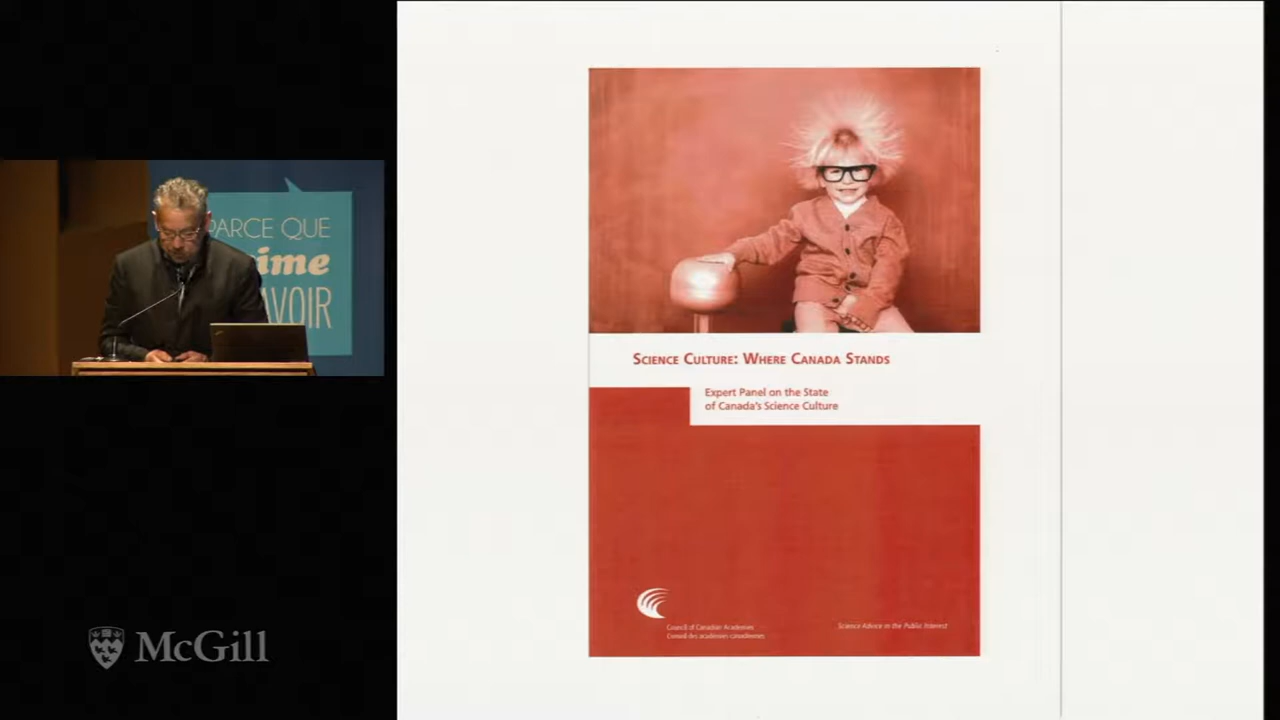 PARCE QUE
ime
AVOIR
McGill
SCIENCE CULTURE: WHERE CANADA STANDS
Expert Panel on the State
of Canada's Science Culture
Council of Canadian Academies
Conseil des académies canadiennes
Science Advice in the Public Interest